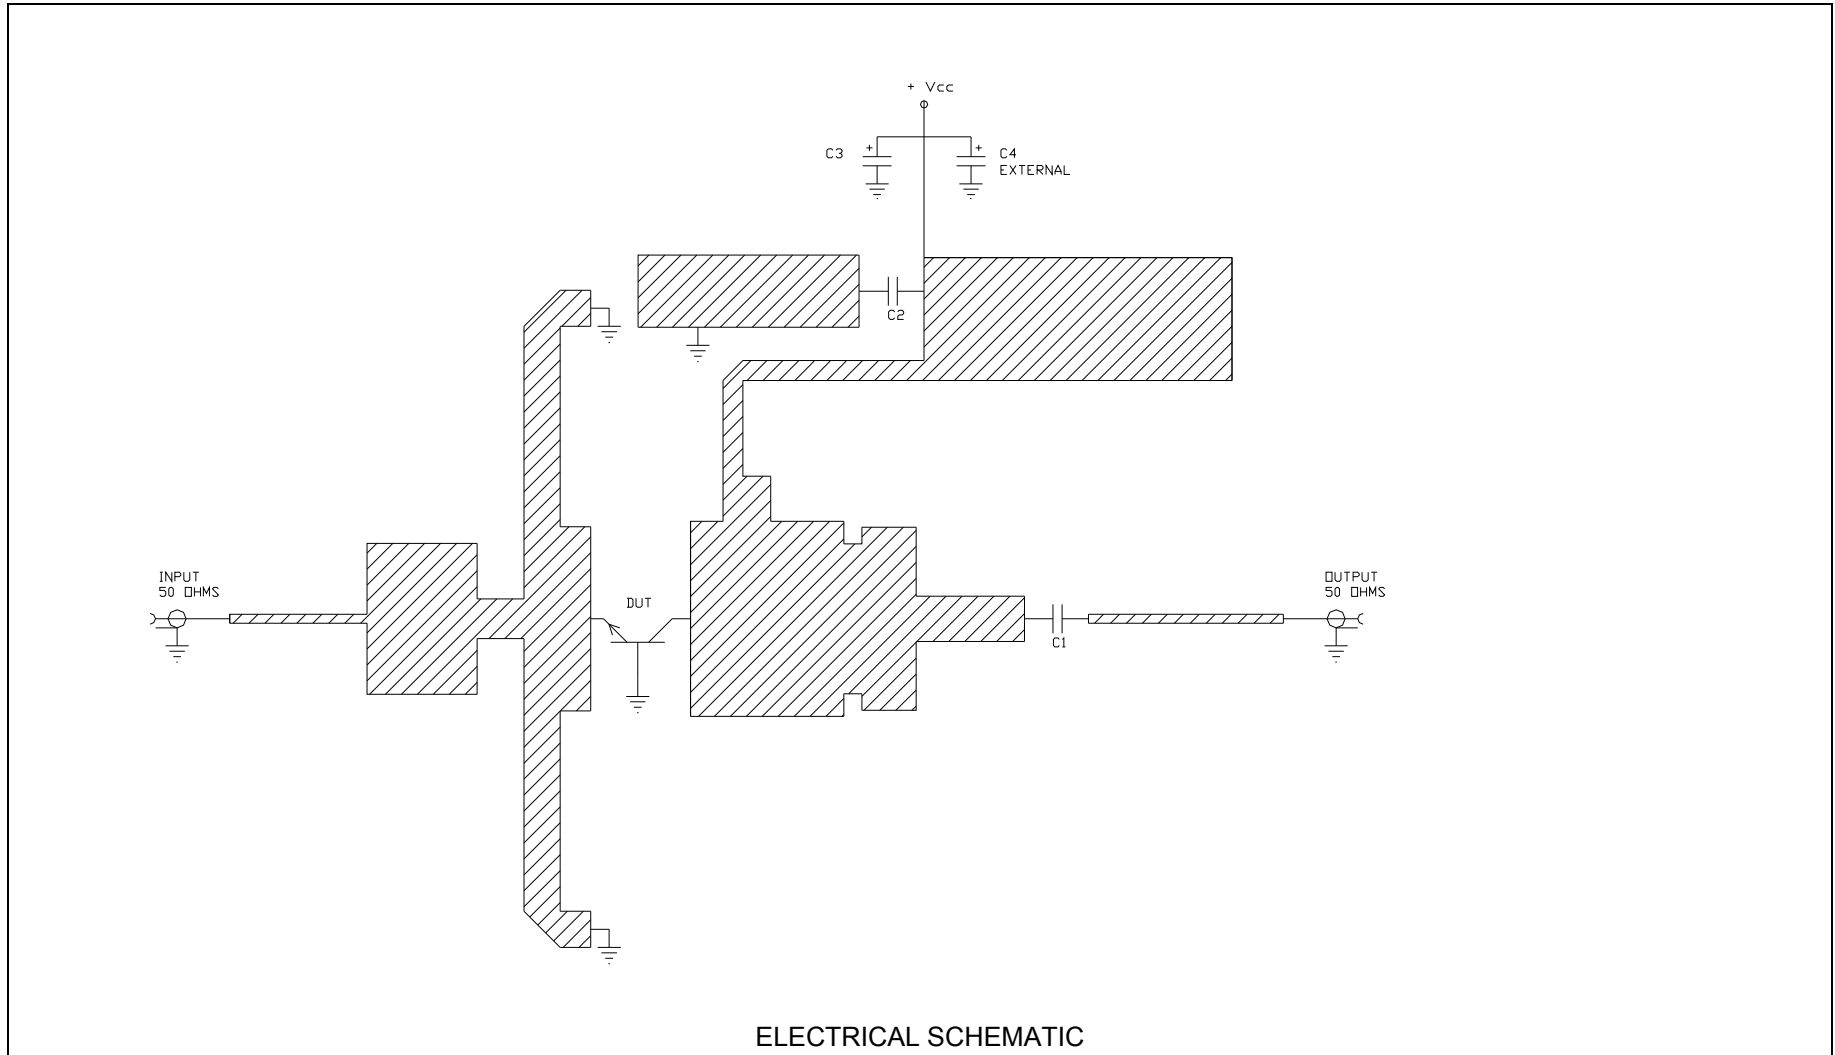 + Vcc
C3
+
+
C4
EXTERNAL
C2
INPUT
50 OHMS
DUT
C1
OUTPUT
50 OHMS
ELECTRICAL SCHEMATIC